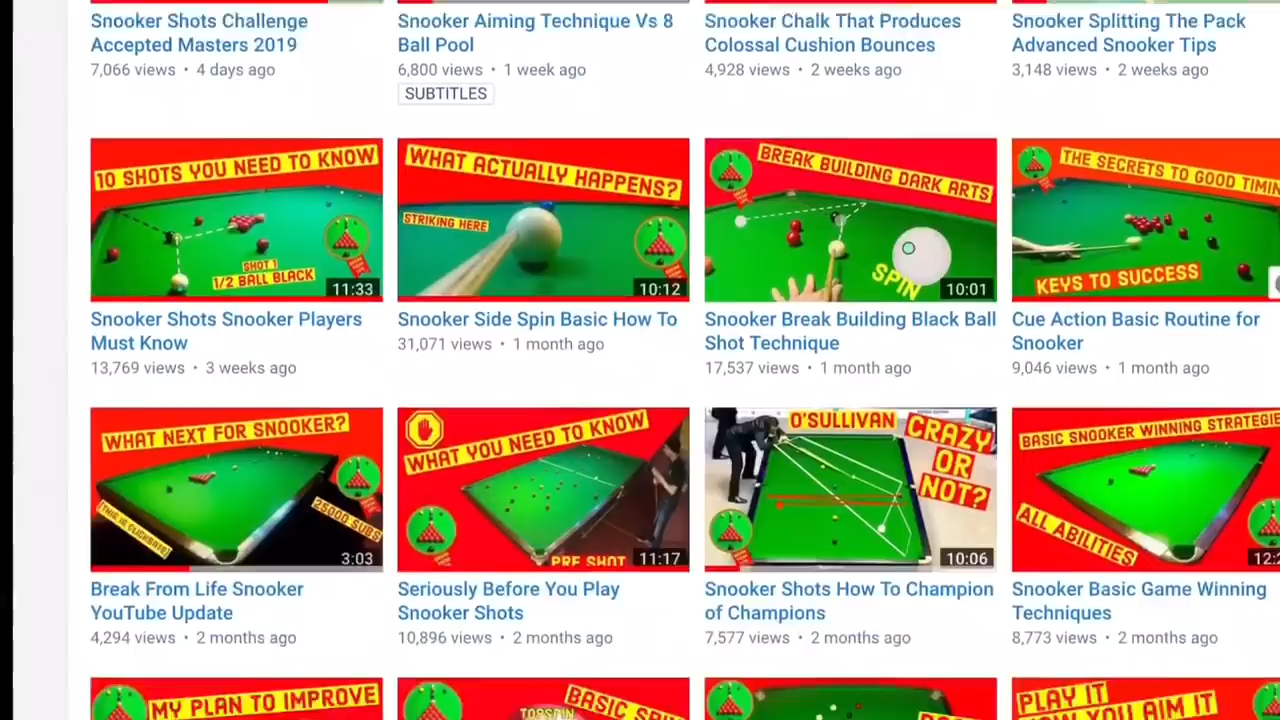 Snooker Shots Challenge
Accepted Masters 2019
7,066 views • 4 days ago
Snooker Aiming Technique Vs 8
Ball Pool
6,800 views • 1 week ago
SUBTITLES
Snooker Chalk That Produces
Colossal Cushion Bounces
4,928 views • 2 weeks ago
Snooker Splitting The Pack
Advanced Snooker Tips
3,148 views • 2 weeks ago
10 SHOTS YOU NEED TO KNOW
SHOT 1
1/2 BALL BLACK
11:33
Snooker Shots Snooker Players
Must Know
13,769 views • 3 weeks ago
WHAT ACTUALLY HAPPENS?
STRIKING HERE
10:12
Snooker Side Spin Basic How To
31,071 views • 1 month ago
BREAK BUILDING DARK ARTS
SPIN
10:01
Snooker Break Building Black Ball
Shot Technique
17,537 views • 1 month ago
THE SECRETS TO GOOD TIMIN
KEYS TO SUCCESS
Cue Action Basic Routine for
Snooker
9,046 views • 1 month ago
WHAT NEXT FOR SNOOKER?
(THIS IS CLICKBAIT)
25000 SUBS
3:03
Break From Life Snooker
YouTube Update
4,294 views • 2 months ago
WHAT YOU NEED TO KNOW
PRE SHOT
11:17
Seriously Before You Play
Snooker Shots
10,896 views • 2 months ago
O'SULLIVAN
CRAZY
OR
NOT?
10:06
Snooker Shots How To Champion
of Champions
7,577 views • 2 months ago
BASIC SNOOKER WINNING STRATEGIE
ALL ABILITIES
12:2
Snooker Basic Game Winning
Techniques
8,773 views • 2 months ago
MY PLAN TO IMPROVE
BASIC SPIN
TOPSPIN
PLAY IT
YOU AIM IT